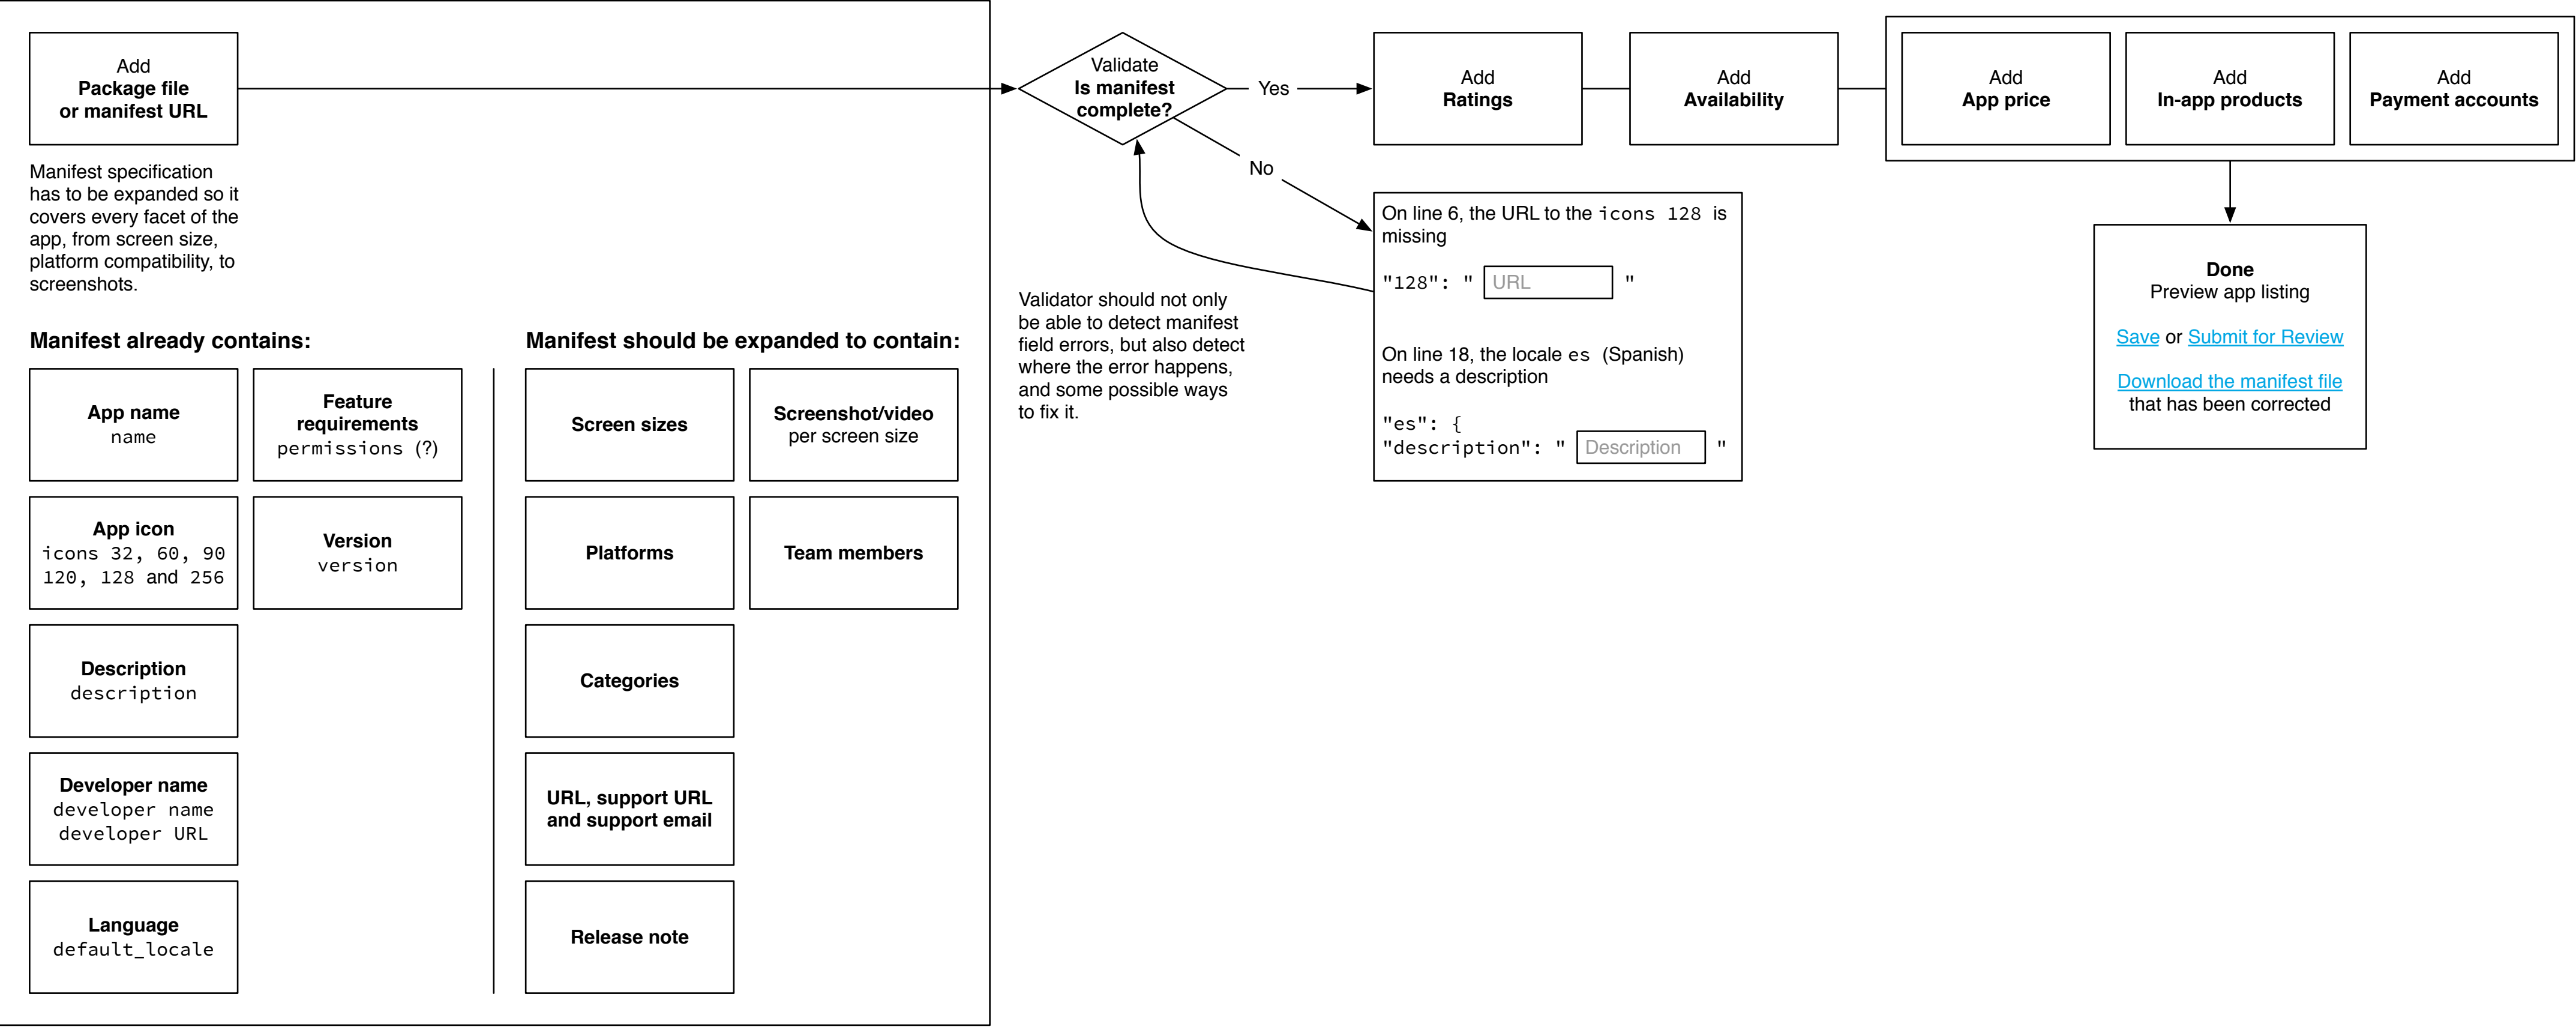 Add
Package file
or manifest URL
Manifest specification
has to be expanded so it
covers every facet of the
app, from screen size,
platform compatibility, to
screenshots.
Manifest already contains:
App name
name
Feature
requirements
permissions (?)
App icon
icons 32, 60, 90
120, 128 and 256
Version
version
Description
description
Developer name
developer name
developer URL
Language
default_locale
Manifest should be expanded to contain:
Screen sizes
Screenshot/video
per screen size
Platforms
Team members
Categories
URL, support URL
and support email
Release note
Validate
Is manifest
complete?
Yes
No
Validator should not only
be able to detect manifest
field errors, but also detect
where the error happens,
and some possible ways
to fix it.
On line 6, the URL to the icons 128 is
missing
"128": " URL "
On line 18, the locale es (Spanish)
needs a description
"es": {
"description": " Description "
Add
Ratings
Add
Availability
Add
App price
Add
In-app products
Add
Payment accounts
Done
Preview app listing
Save or Submit for Review
Download the manifest file
that has been corrected